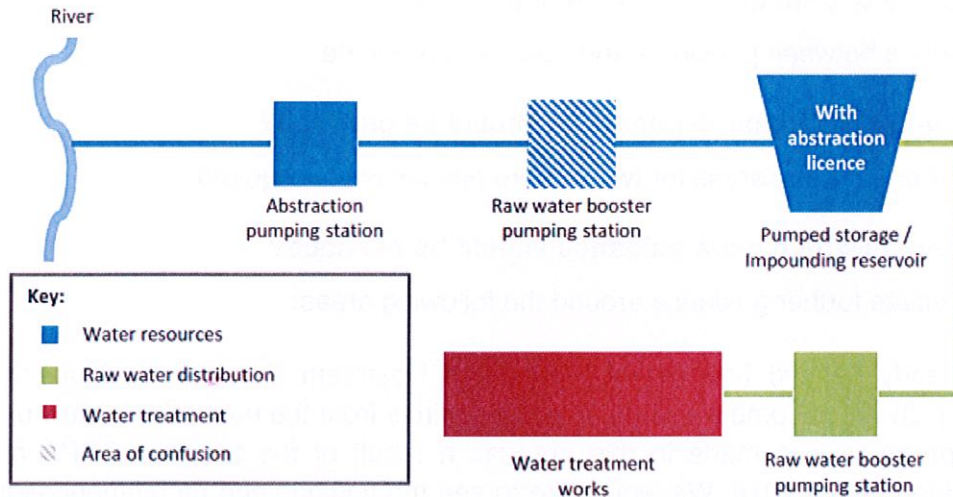 River
With
abstraction
licence
Abstraction
pumping station
Raw water booster
pumping station
Pumped storage /
Impounding reservoir
Key:
Water resources
Raw water distribution
Water treatment
Area of confusion
Water treatment
works
Raw water booster
pumping station